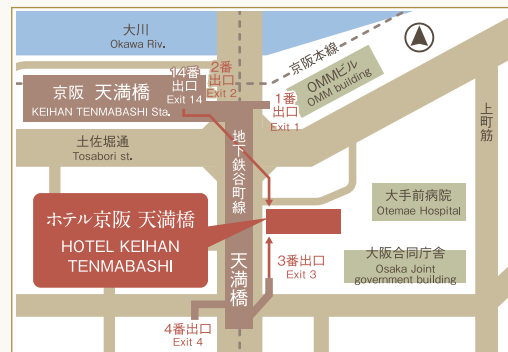 大川
Okawa Riv.
京阪本線
OMMビル
OMM building
14番
出口
Exit 14
2番
出口
Exit 2
1番
出口
Exit 1
京阪 天満橋
KEIHAN TENMABASHI Sta.
土佐堀通
Tosabori st.
地下鉄谷町線
上町筋
ホテル京阪 天満橋
HOTEL KEIHAN
TENMABASHI
大手前病院
Otemae Hospital
大阪合同庁舎
Osaka Joint
government building
3番出口
Exit 3
天満橋
4番出口
Exit 4